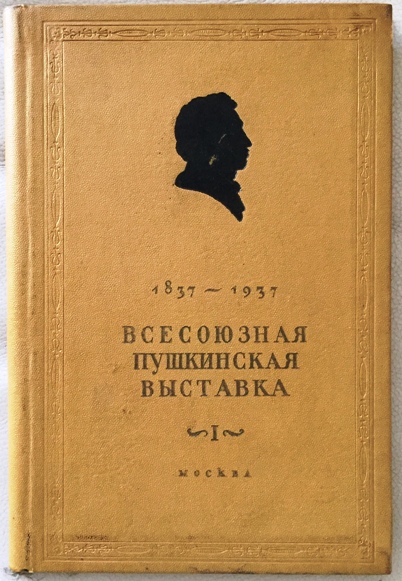 1837 — 1937
ВСЕСОЮЗНАЯ
ПУШКИНСКАЯ
ВЫСТАВКА
I
МОСКВА